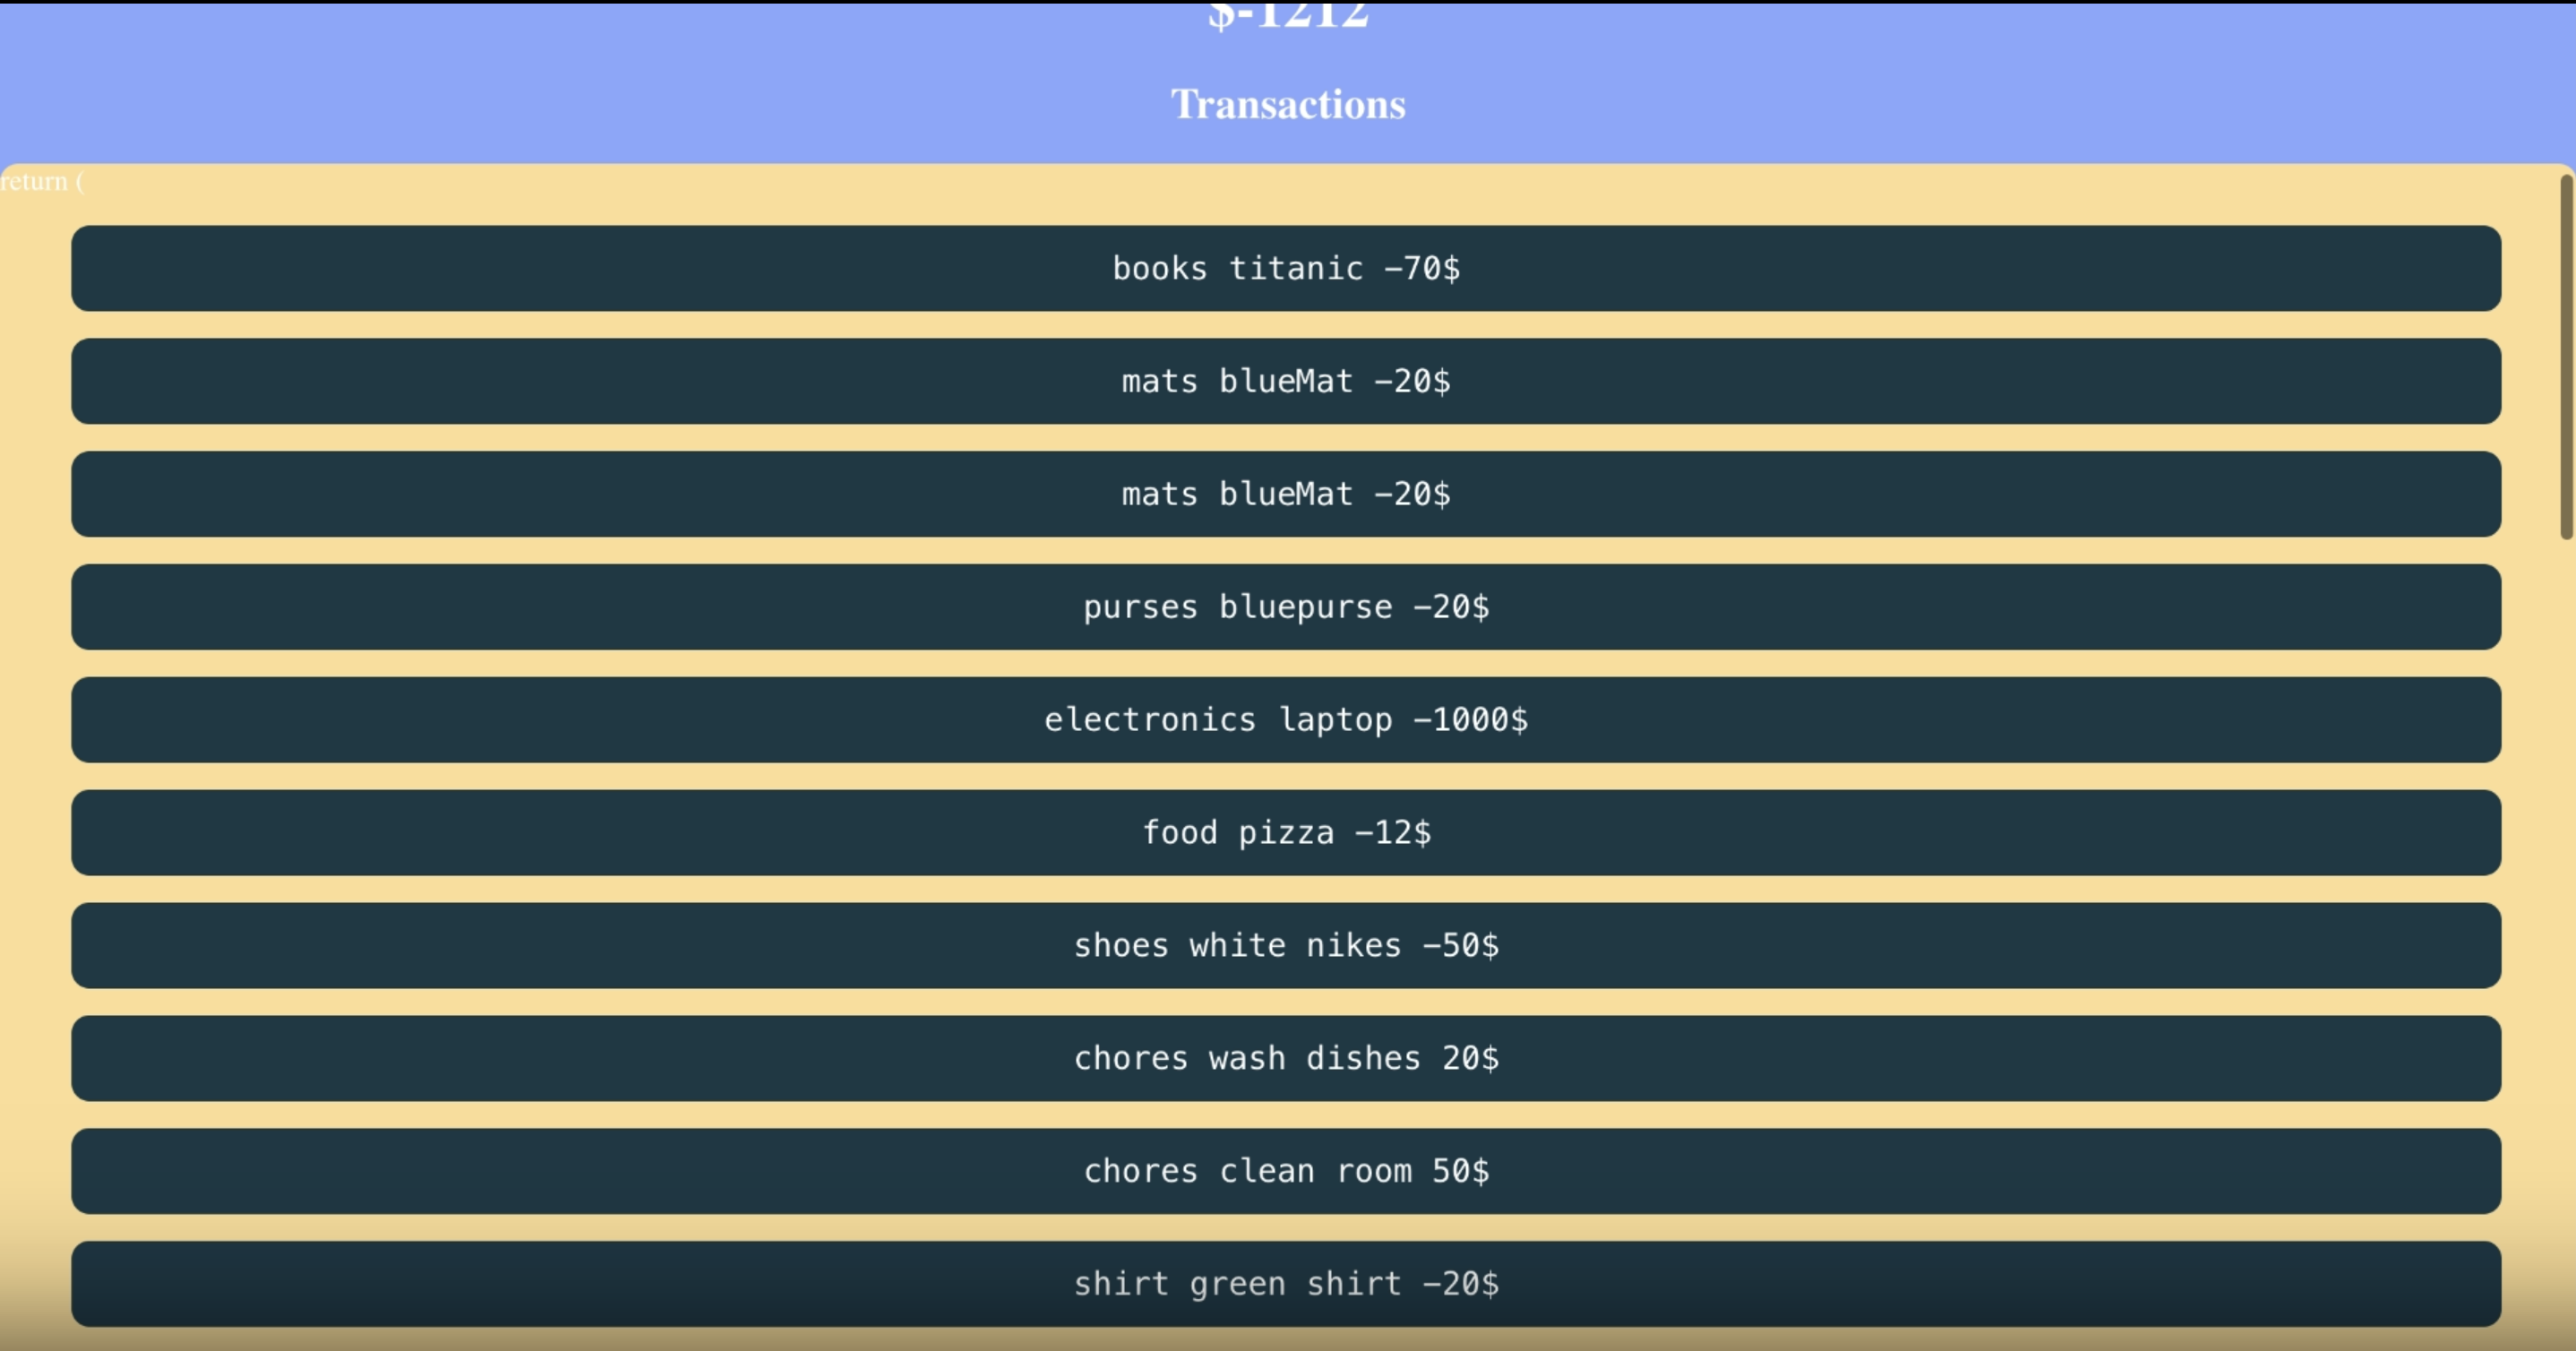 $-1212
Transactions
return (
books titanic -70$
mats blueMat -20$
mats blueMat -20$
purses bluepurse -20$
electronics laptop -1000$
food pizza -12$
shoes white nikes -50$
chores wash dishes 20$
chores clean room 50$
shirt green shirt -20$